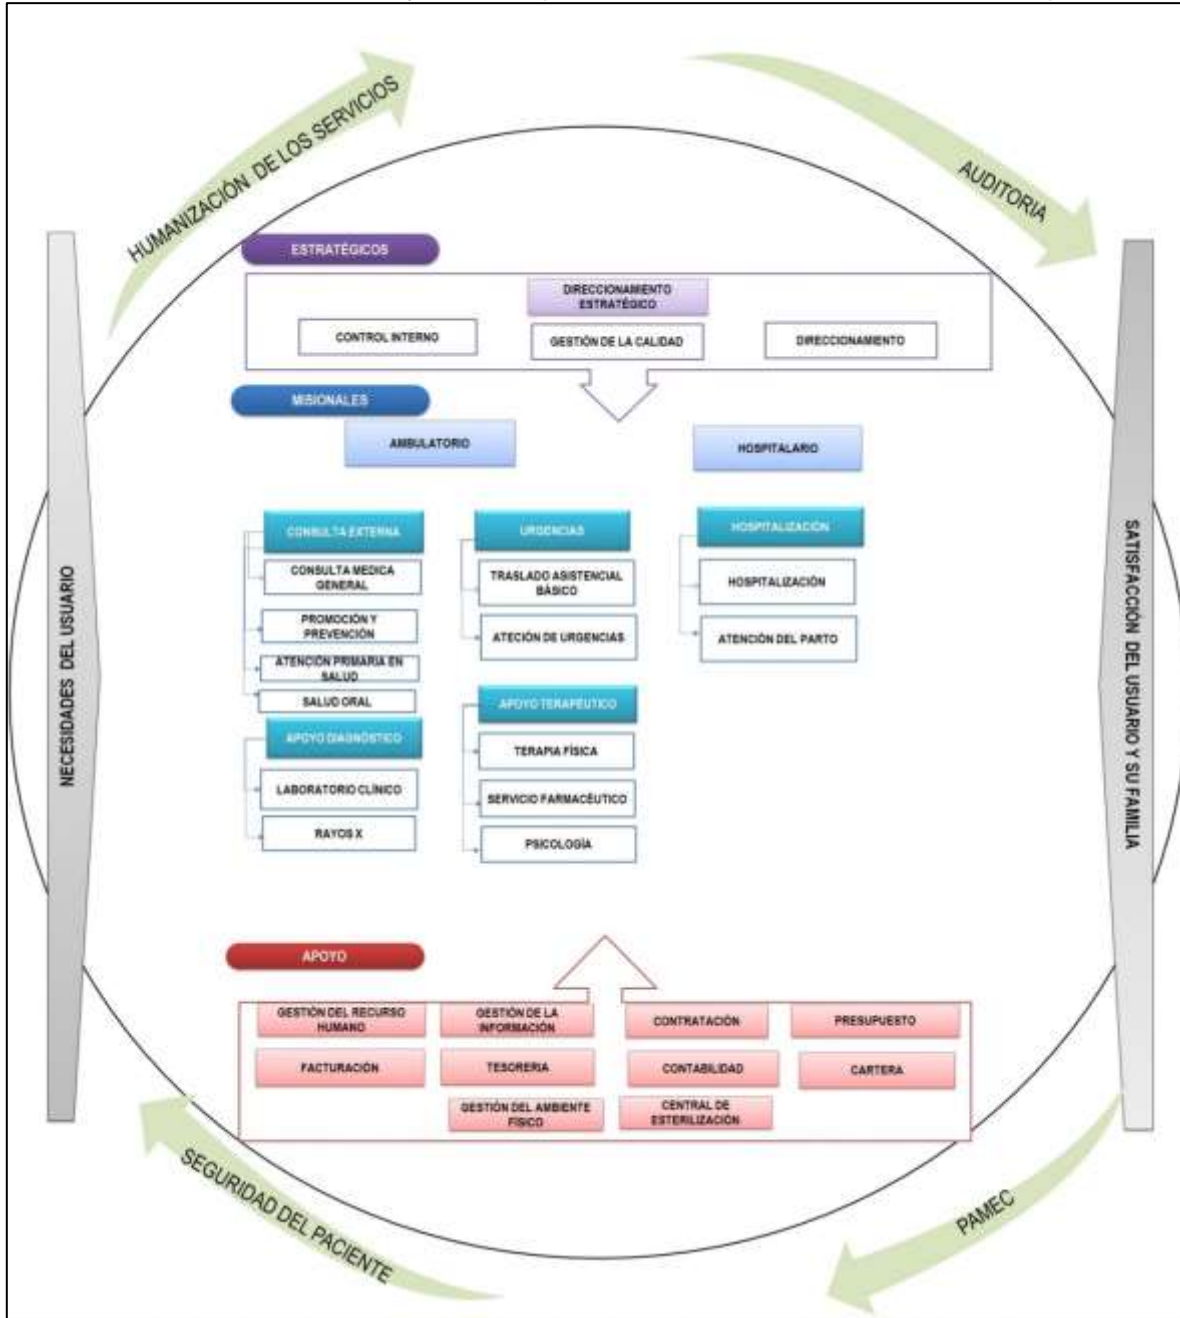 HUMANIZACIÓN DE LOS SERVICIOS
AUDITORIA
NECESIDADES DEL USUARIO
SATISFACCIÓN DEL USUARIO Y SU FAMILIA
ESTRATÉGICOS
DIRECCIONAMIENTO
ESTRATÉGICO
CONTROL INTERNO
GESTIÓN DE LA CALIDAD
DIRECCIONAMIENTO
MISIONALES
AMBULATORIO
HOSPITALARIO
CONSULTA EXTERNA
CONSULTA MEDICA
GENERAL
PROMOCIÓN Y
PREVENCIÓN
ATENCIÓN PRIMARIA EN
SALUD
SALUD ORAL
APOYO DIAGNÓSTICO
LABORATORIO CLÍNICO
RAYOS X
URGENCIAS
TRASLADO ASISTENCIAL
BÁSICO
ATECIÓN DE URGENCIAS
APOYO TERAPÉUTICO
TERAPIA FÍSICA
SERVICIO FARMACÉUTICO
PSICOLOGÍA
HOSPITALIZACIÓN
HOSPITALIZACIÓN
ATENCIÓN DEL PARTO
APOYO
GESTIÓN DEL RECURSO
HUMANO
GESTIÓN DE LA
INFORMACIÓN
CONTRATACIÓN
PRESUPUESTO
FACTURACIÓN
TESORERIA
CONTABILIDAD
CARTERA
GESTIÓN DEL AMBIENTE
FÍSICO
CENTRAL DE
ESTERILIZACIÓN
SEGURIDAD DEL PACIENTE
PAMEC